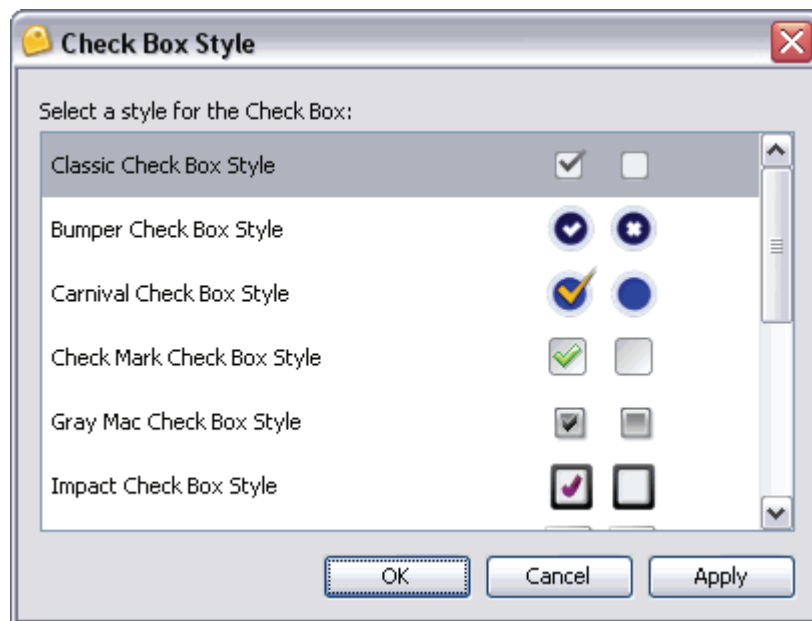 Check Box Style
Select a style for the Check Box:
Classic Check Box Style
Bumper Check Box Style
Carnival Check Box Style
Check Mark Check Box Style
Gray Mac Check Box Style
Impact Check Box Style
OK Cancel Apply